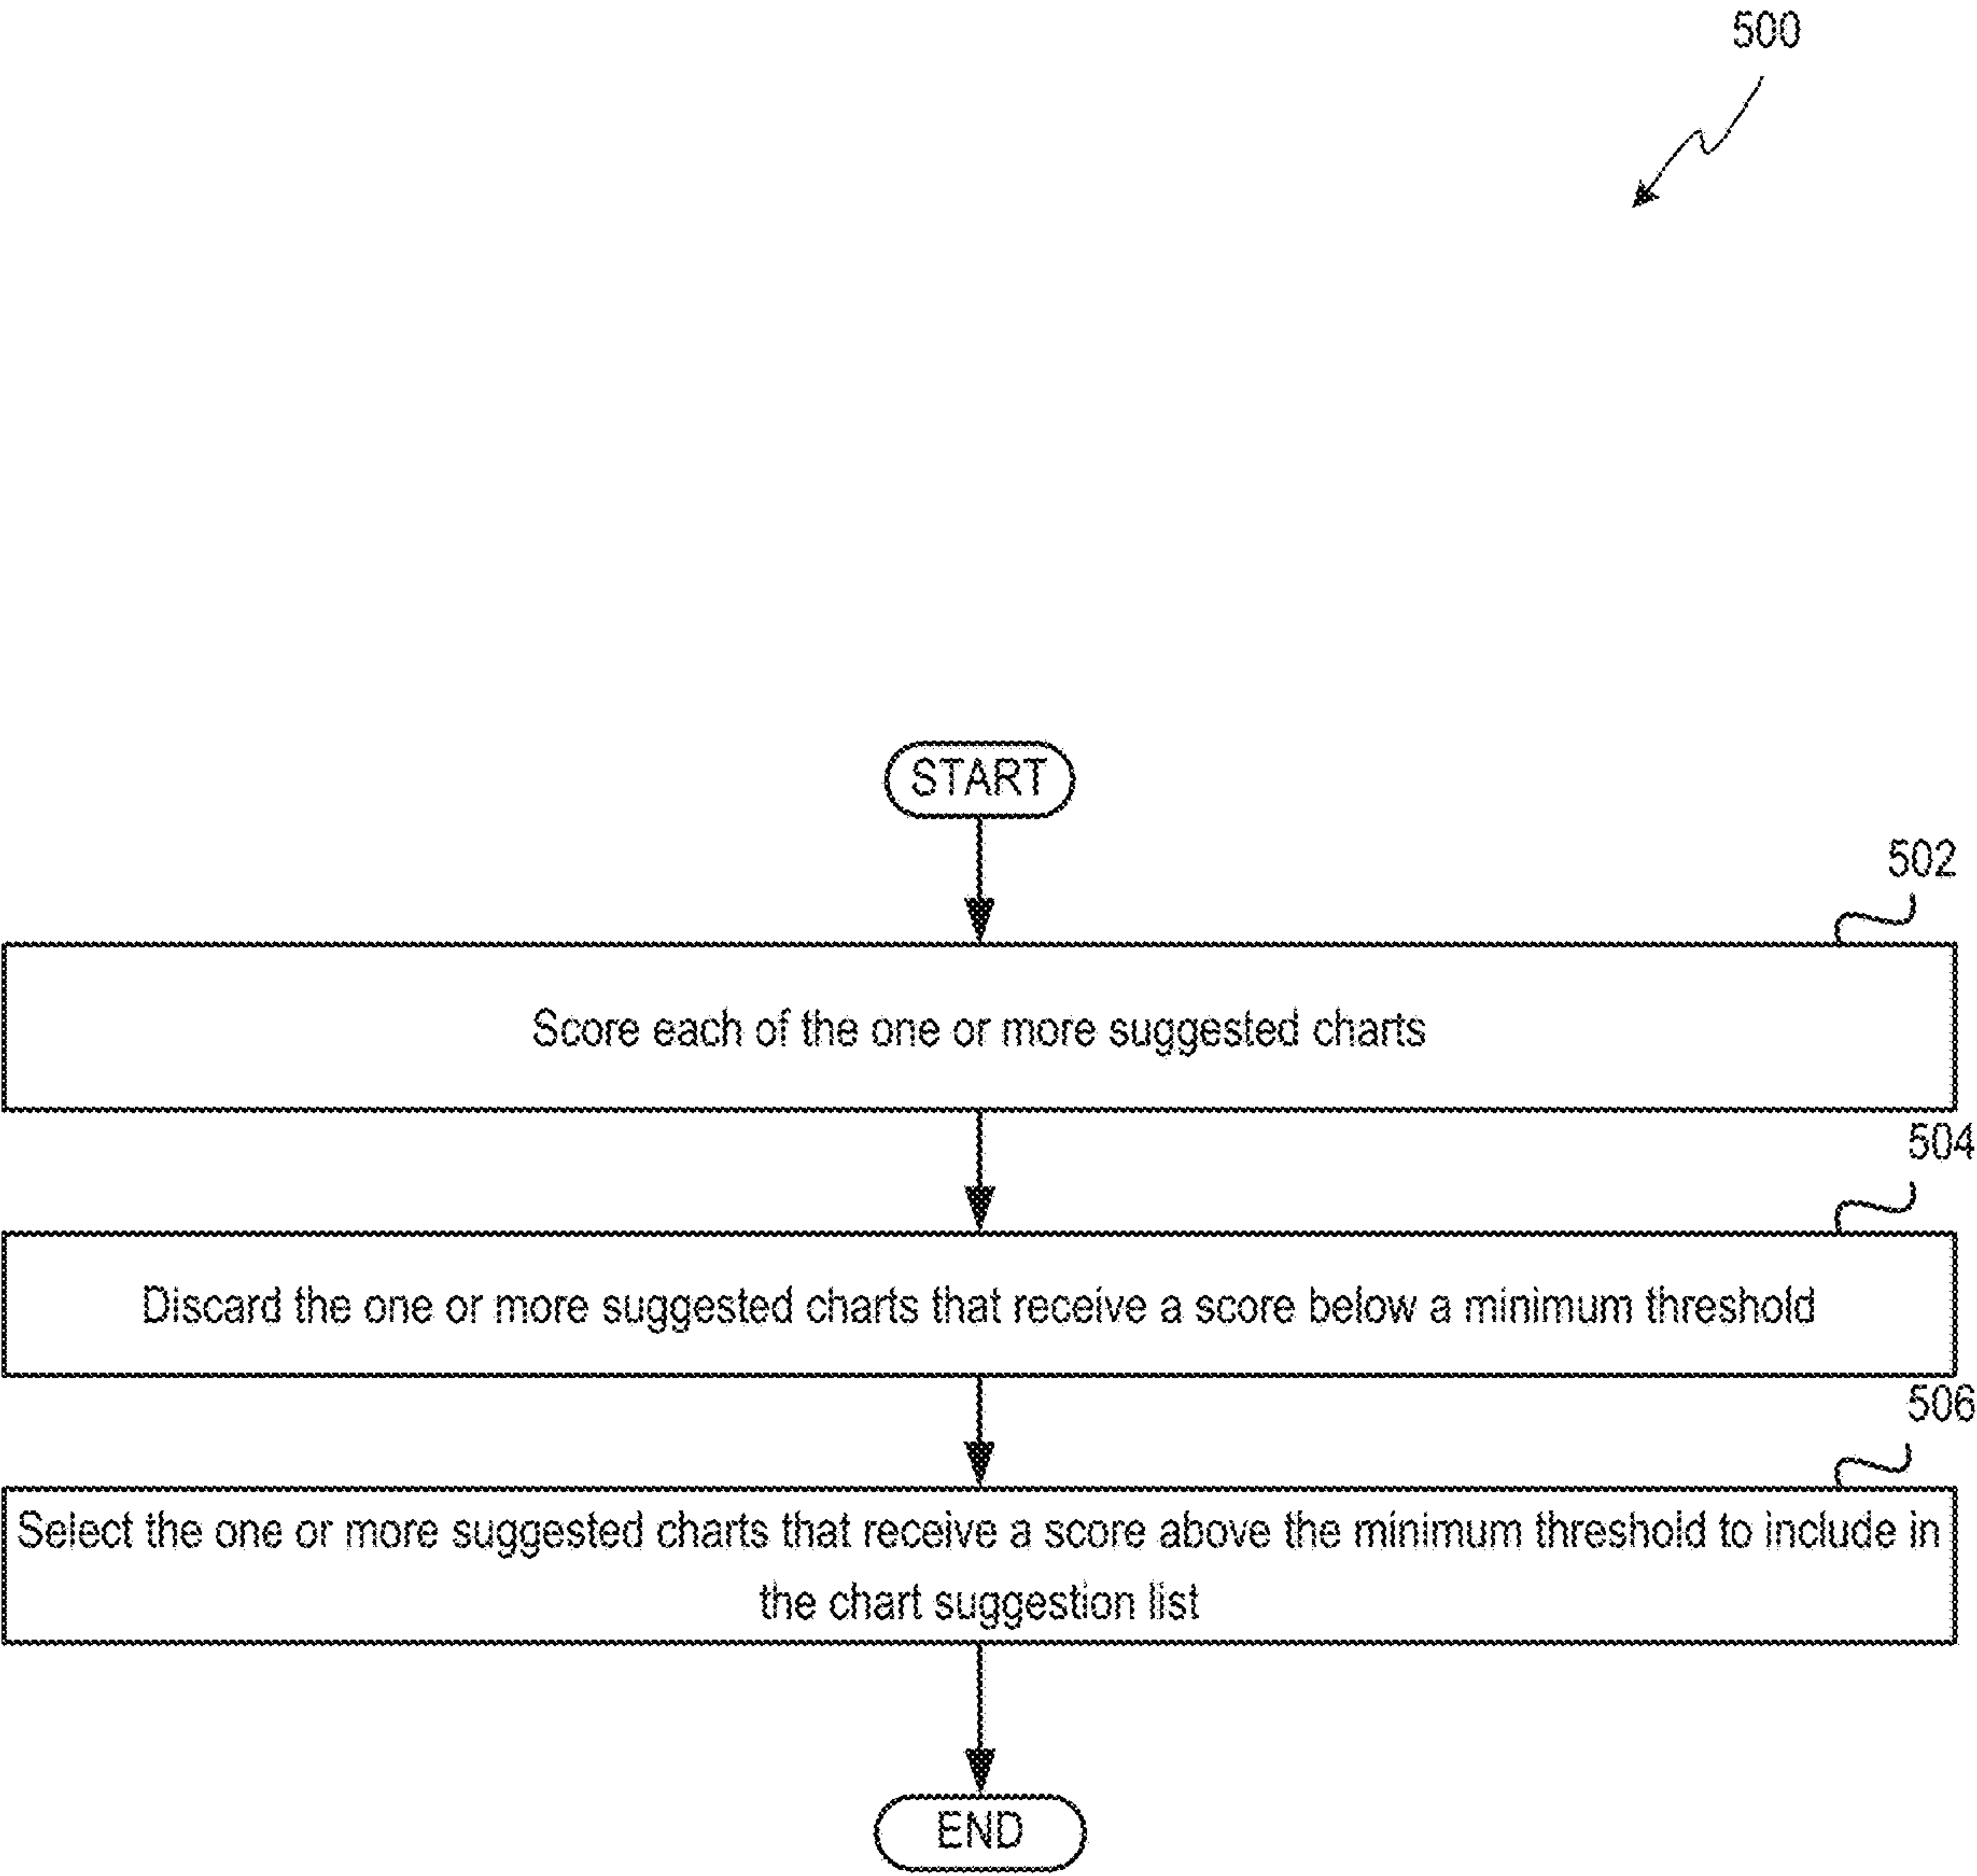 500
START
502
Score each of the one or more suggested charts
504
Discard the one or more suggested charts that receive a score below a minimum threshold
506
Select the one or more suggested charts that receive a score above the minimum threshold to include in
the chart suggestion list
END